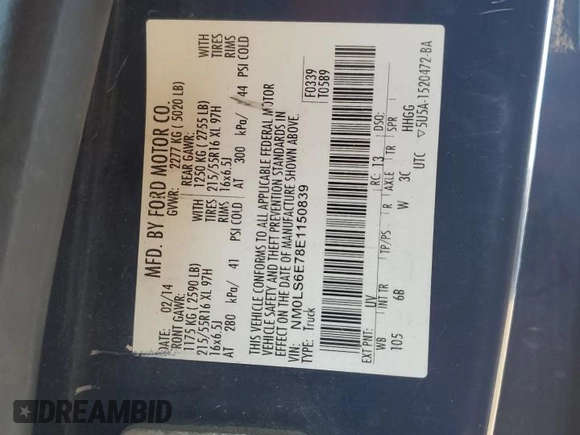 MFD. BY FORD MOTOR CO.
DATE: 02/14 GVWR: 2277 KG ( 5020 LB)
FRONT GAWR: REAR GAWR: WITH
1175 KG ( 2590 LB) 1250 KG ( 2755 LB) TIRES
215/55R16 XL 97H 215/55R16 XL 97H RIMS
16x6.5J 16x6.5J
AT 280 kPa/ 41 PSI COLD AT 300 kPa/ 44 PSI COLD
WITH
TIRES
RIMS
THIS VEHICLE CONFORMS TO ALL APPLICABLE FEDERAL MOTOR
VEHICLE SAFETY AND THEFT PREVENTION STANDARDS IN
EFFECT ON THE DATE OF MANUFACTURE SHOWN ABOVE.
VIN: NM0LS6E78E1150839 F0339
TYPE: Truck T0589
EXT PNT: UV RC: 13 DSO:
WB INT TR TP/PS R AXLE TR SPR
105 6B W 3C HHGG
UTC ▽5U5A-1520472-BA
DREAMBID